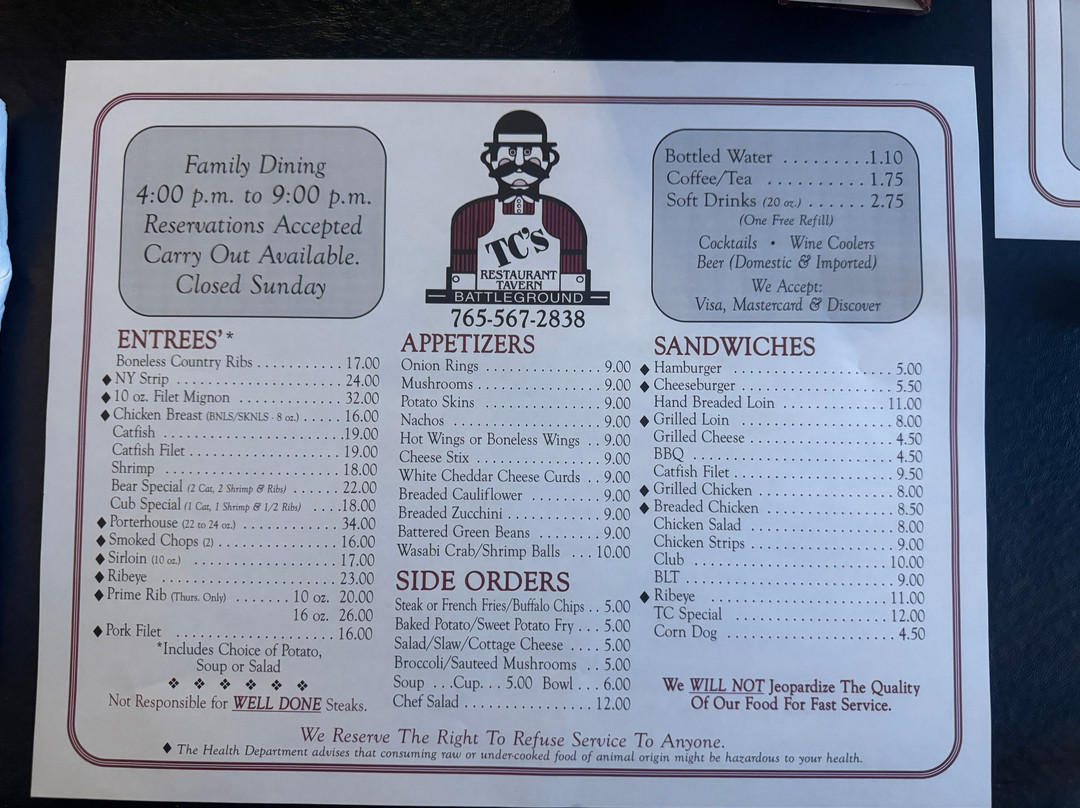 Family Dining
4:00 p.m. to 9:00 p.m.
Reservations Accepted
Carry Out Available.
Closed Sunday
TC's
RESTAURANT
TAVERN
BATTLEGROUND
765-567-2838
Bottled Water . . . . . . . . .1.10
Coffee/Tea . . . . . . . . . . 1.75
Soft Drinks (20 oz.) . . . . . . 2.75
(One Free Refill)
Cocktails • Wine Coolers
Beer (Domestic & Imported)
We Accept:
Visa, Mastercard & Discover
ENTREES'*
Boneless Country Ribs . . . . . . . . . . . 17.00
♦ NY Strip . . . . . . . . . . . . . . . . . . . . 24.00
♦ 10 oz. Filet Mignon . . . . . . . . . . . . 32.00
♦ Chicken Breast (BNLS/SKNLS - 8 oz.) . . . . . 16.00
Catfish . . . . . . . . . . . . . . . . . . . . . .19.00
Catfish Filet . . . . . . . . . . . . . . . . . . . 19.00
Shrimp . . . . . . . . . . . . . . . . . . . . . 18.00
Bear Special (2 Cat, 2 Shrimp & Ribs) . . . . . . 22.00
Cub Special (1 Cat, 1 Shrimp & 1/2 Ribs) . . . .18.00
♦ Porterhouse (22 to 24 oz.) . . . . . . . . . . . . 34.00
♦ Smoked Chops (2) . . . . . . . . . . . . . . . 16.00
♦ Sirloin (10 oz.) . . . . . . . . . . . . . . . . . 17.00
♦ Ribeye . . . . . . . . . . . . . . . . . . . . . 23.00
♦ Prime Rib (Thurs. Only) . . . . . . . 10 oz. 20.00
16 oz. 26.00
♦ Pork Filet . . . . . . . . . . . . . . . . . . . 16.00
*Includes Choice of Potato,
Soup or Salad
❖ ❖ ❖ ❖ ❖ ❖
Not Responsible for WELL DONE Steaks.
APPETIZERS
Onion Rings . . . . . . . . . . . . . . . 9.00
Mushrooms . . . . . . . . . . . . . . . . 9.00
Potato Skins . . . . . . . . . . . . . . . 9.00
Nachos . . . . . . . . . . . . . . . . . . . 9.00
Hot Wings or Boneless Wings . . 9.00
Cheese Stix . . . . . . . . . . . . . . . . 9.00
White Cheddar Cheese Curds . . 9.00
Breaded Cauliflower . . . . . . . . . 9.00
Breaded Zucchini . . . . . . . . . . . . 9.00
Battered Green Beans . . . . . . . . 9.00
Wasabi Crab/Shrimp Balls . . . 10.00
SIDE ORDERS
Steak or French Fries/Buffalo Chips . . 5.00
Baked Potato/Sweet Potato Fry . . . 5.00
Salad/Slaw/Cottage Cheese . . . . 5.00
Broccoli/Sauteed Mushrooms . . 5.00
Soup . . .Cup. . . 5.00 Bowl . . . 6.00
Chef Salad . . . . . . . . . . . . . . . . 12.00
SANDWICHES
♦ Hamburger . . . . . . . . . . . . . . . . . . . . . 5.00
♦ Cheeseburger . . . . . . . . . . . . . . . . . . . 5.50
Hand Breaded Loin . . . . . . . . . . . . . 11.00
♦ Grilled Loin . . . . . . . . . . . . . . . . . . . . 8.00
Grilled Cheese . . . . . . . . . . . . . . . . . . 4.50
BBQ . . . . . . . . . . . . . . . . . . . . . . . . . 4.50
Catfish Filet . . . . . . . . . . . . . . . . . . . . 9.50
♦ Grilled Chicken . . . . . . . . . . . . . . . . . 8.00
♦ Breaded Chicken . . . . . . . . . . . . . . . . 8.50
Chicken Salad . . . . . . . . . . . . . . . . . . 8.00
Chicken Strips . . . . . . . . . . . . . . . . . . 9.00
Club . . . . . . . . . . . . . . . . . . . . . . . . 10.00
BLT . . . . . . . . . . . . . . . . . . . . . . . . . 9.00
♦ Ribeye . . . . . . . . . . . . . . . . . . . . . . 11.00
TC Special . . . . . . . . . . . . . . . . . . . . 12.00
Corn Dog . . . . . . . . . . . . . . . . . . . . . 4.50
We WILL NOT Jeopardize The Quality
Of Our Food For Fast Service.
We Reserve The Right To Refuse Service To Anyone.
♦ The Health Department advises that consuming raw or under-cooked food of animal origin might be hazardous to your health.